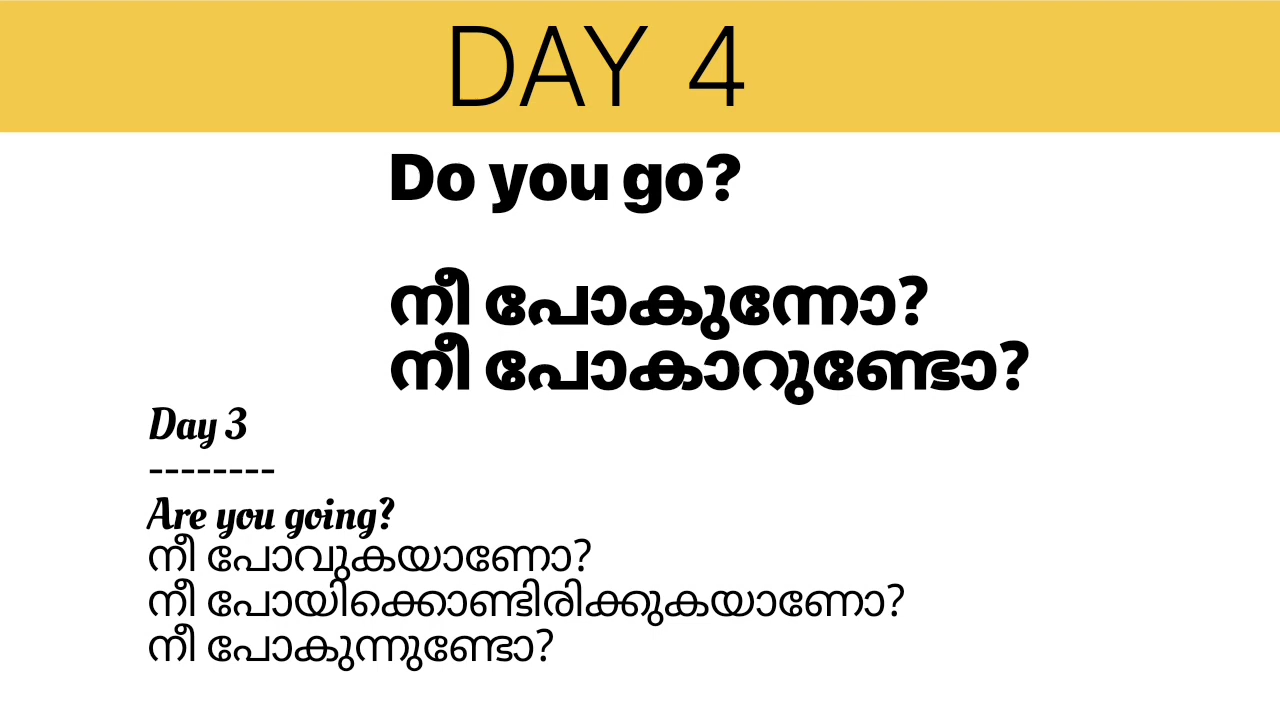 DAY 4
Do you go?
നീ പോകുന്നോ?
നീ പോകാറുണ്ടോ?
Day 3
--------
Are you going?
നീ പോവുകയാണോ?
നീ പോയിക്കൊണ്ടിരിക്കുകയാണോ?
നീ പോകുന്നുണ്ടോ?